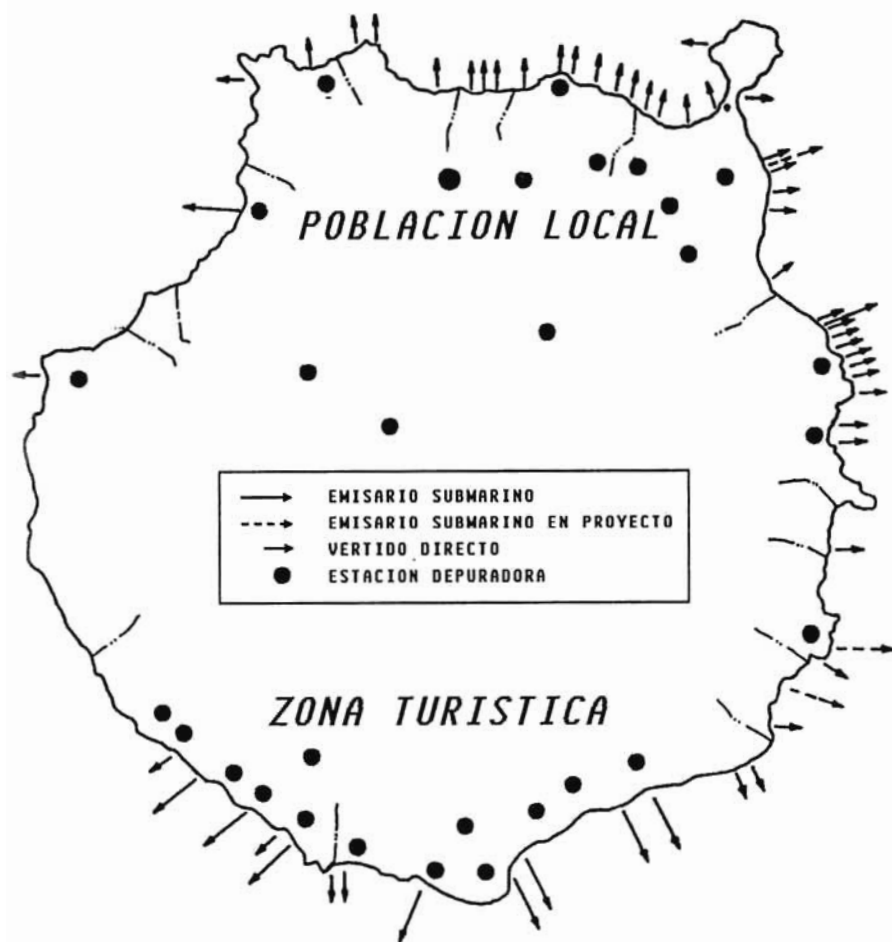 POBLACION LOCAL
EMISARIO SUBMARINO
EMISARIO SUBMARINO EN PROYECTO
VERTIDO DIRECTO
ESTACION DEPURADORA
ZONA TURISTICA